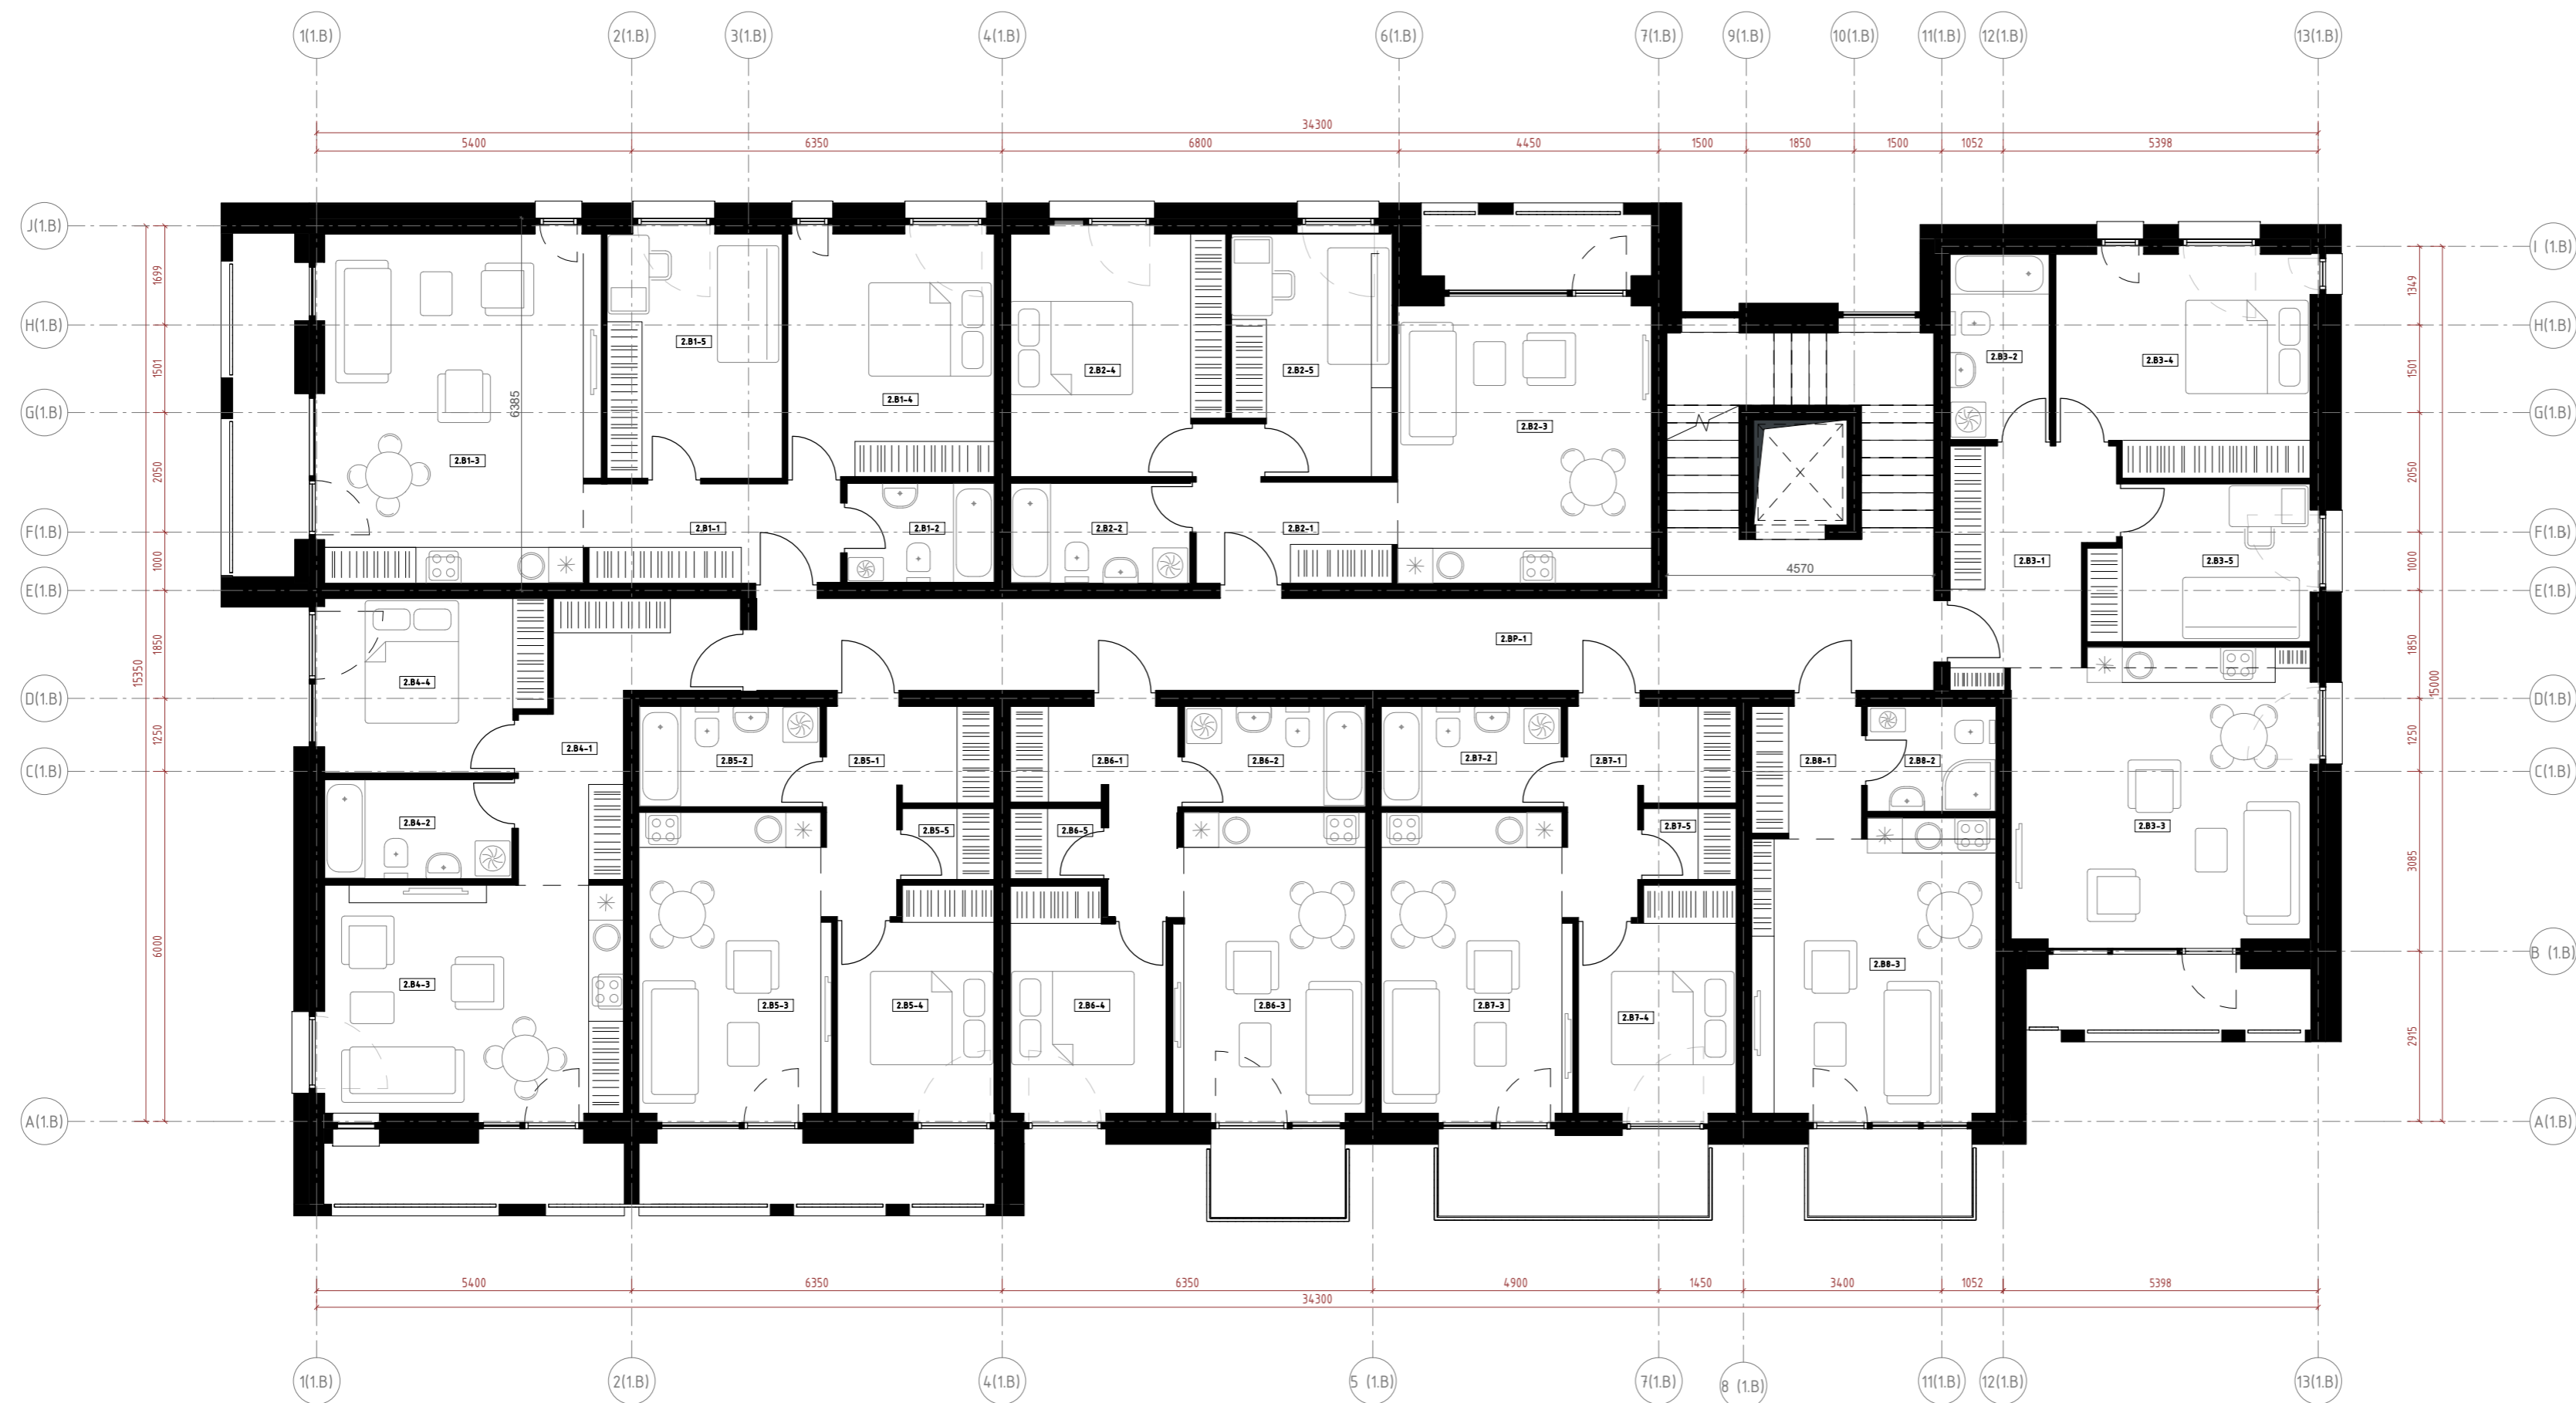 1(1.B) 2(1.B) 3(1.B) 4(1.B) 6(1.B) 7(1.B) 9(1.B) 10(1.B) 11(1.B) 12(1.B) 13(1.B)
34300
5400 6350 6800 4450 1500 1850 1500 1052 5398
J(1.B)
I (1.B)
1699
1349
H(1.B)
H(1.B)
2.B1-5
2.B3-2
2.B3-4
1501
1501
2.B2-4
2.B2-5
2.B1-4
6385
G(1.B)
G(1.B)
2.B2-3
2.B1-3
2050
2050
2.B1-1
2.B1-2
2.B2-2
2.B2-1
F(1.B)
F(1.B)
2.B3-1
2.B3-5
1000
4570
1000
E(1.B)
E(1.B)
2.BP-1
1850
1850
15350
15000
2.B4-4
D(1.B)
D(1.B)
1250
1250
2.B4-1
2.B5-2
2.B5-1
2.B6-1
2.B6-2
2.B7-2
2.B7-1
2.B8-1
2.B8-2
C(1.B)
C(1.B)
2.B4-2
2.B5-5
2.B6-5
2.B7-5
2.B3-3
3085
6000
B (1.B)
2.B4-3
2.B8-3
2.B5-3
2.B5-4
2.B6-4
2.B6-3
2.B7-3
2.B7-4
2915
A(1.B)
A(1.B)
5400 6350 6350 4900 1450 3400 1052 5398
34300
1(1.B) 2(1.B) 4(1.B) 5 (1.B) 7(1.B) 8 (1.B) 11(1.B) 12(1.B) 13(1.B)